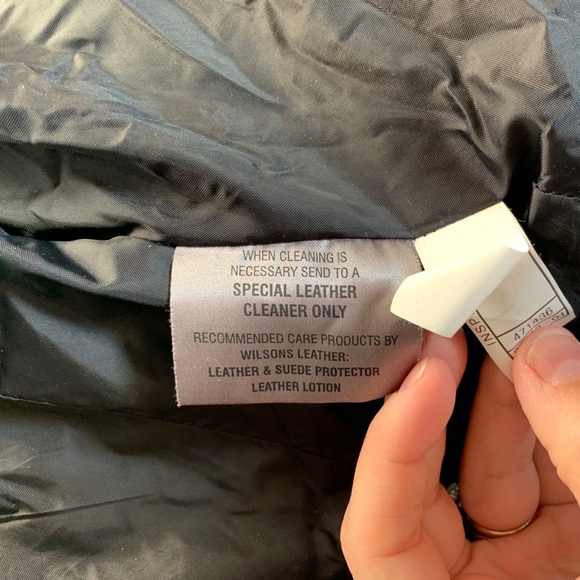 WHEN CLEANING IS
NECESSARY SEND TO A
SPECIAL LEATHER
CLEANER ONLY
RECOMMENDED CARE PRODUCTS BY
WILSONS LEATHER:
LEATHER & SUEDE PROTECTOR
LEATHER LOTION
471436